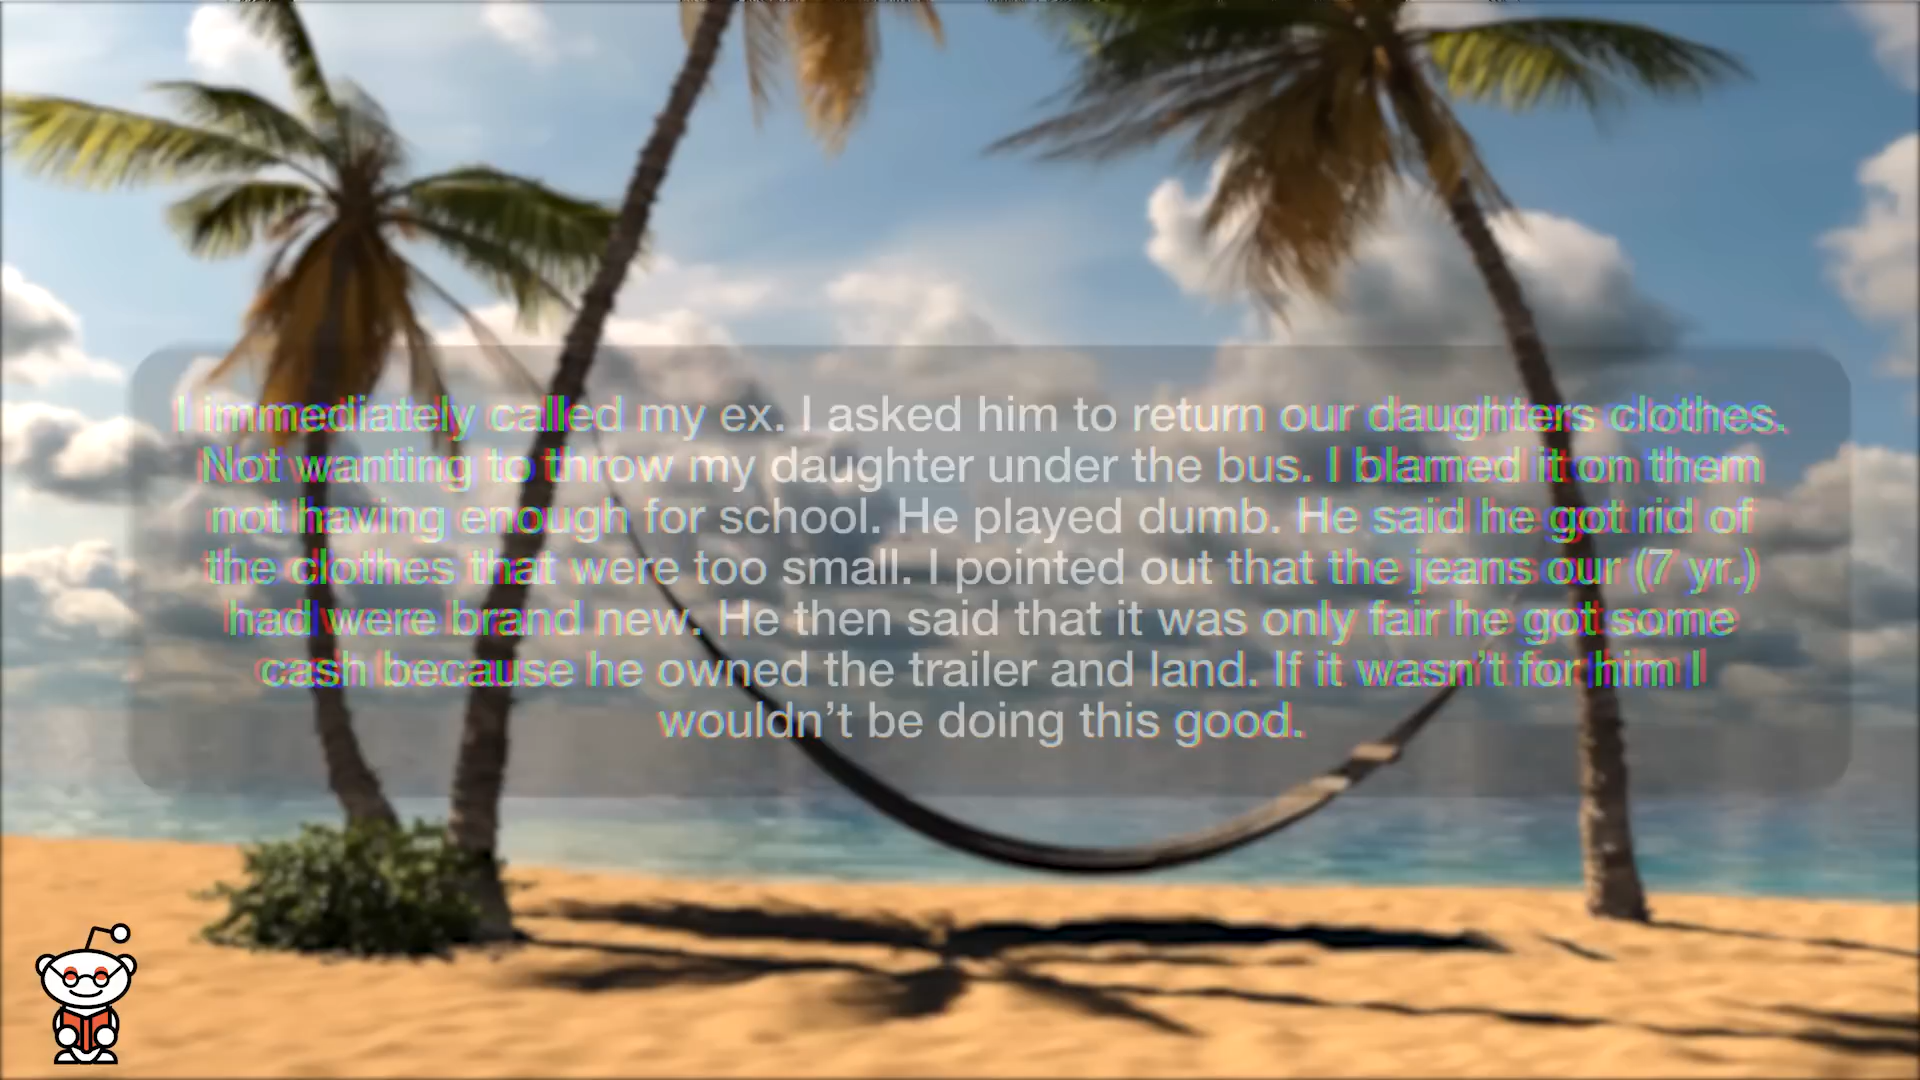 I immediately called my ex. I asked him to return our daughters clothes.
Not wanting to throw my daughter under the bus. I blamed it on them
not having enough for school. He played dumb. He said he got rid of
the clothes that were too small. I pointed out that the jeans our (7 yr.)
had were brand new. He then said that it was only fair he got some
cash because he owned the trailer and land. If it wasn’t for him I
wouldn’t be doing this good.